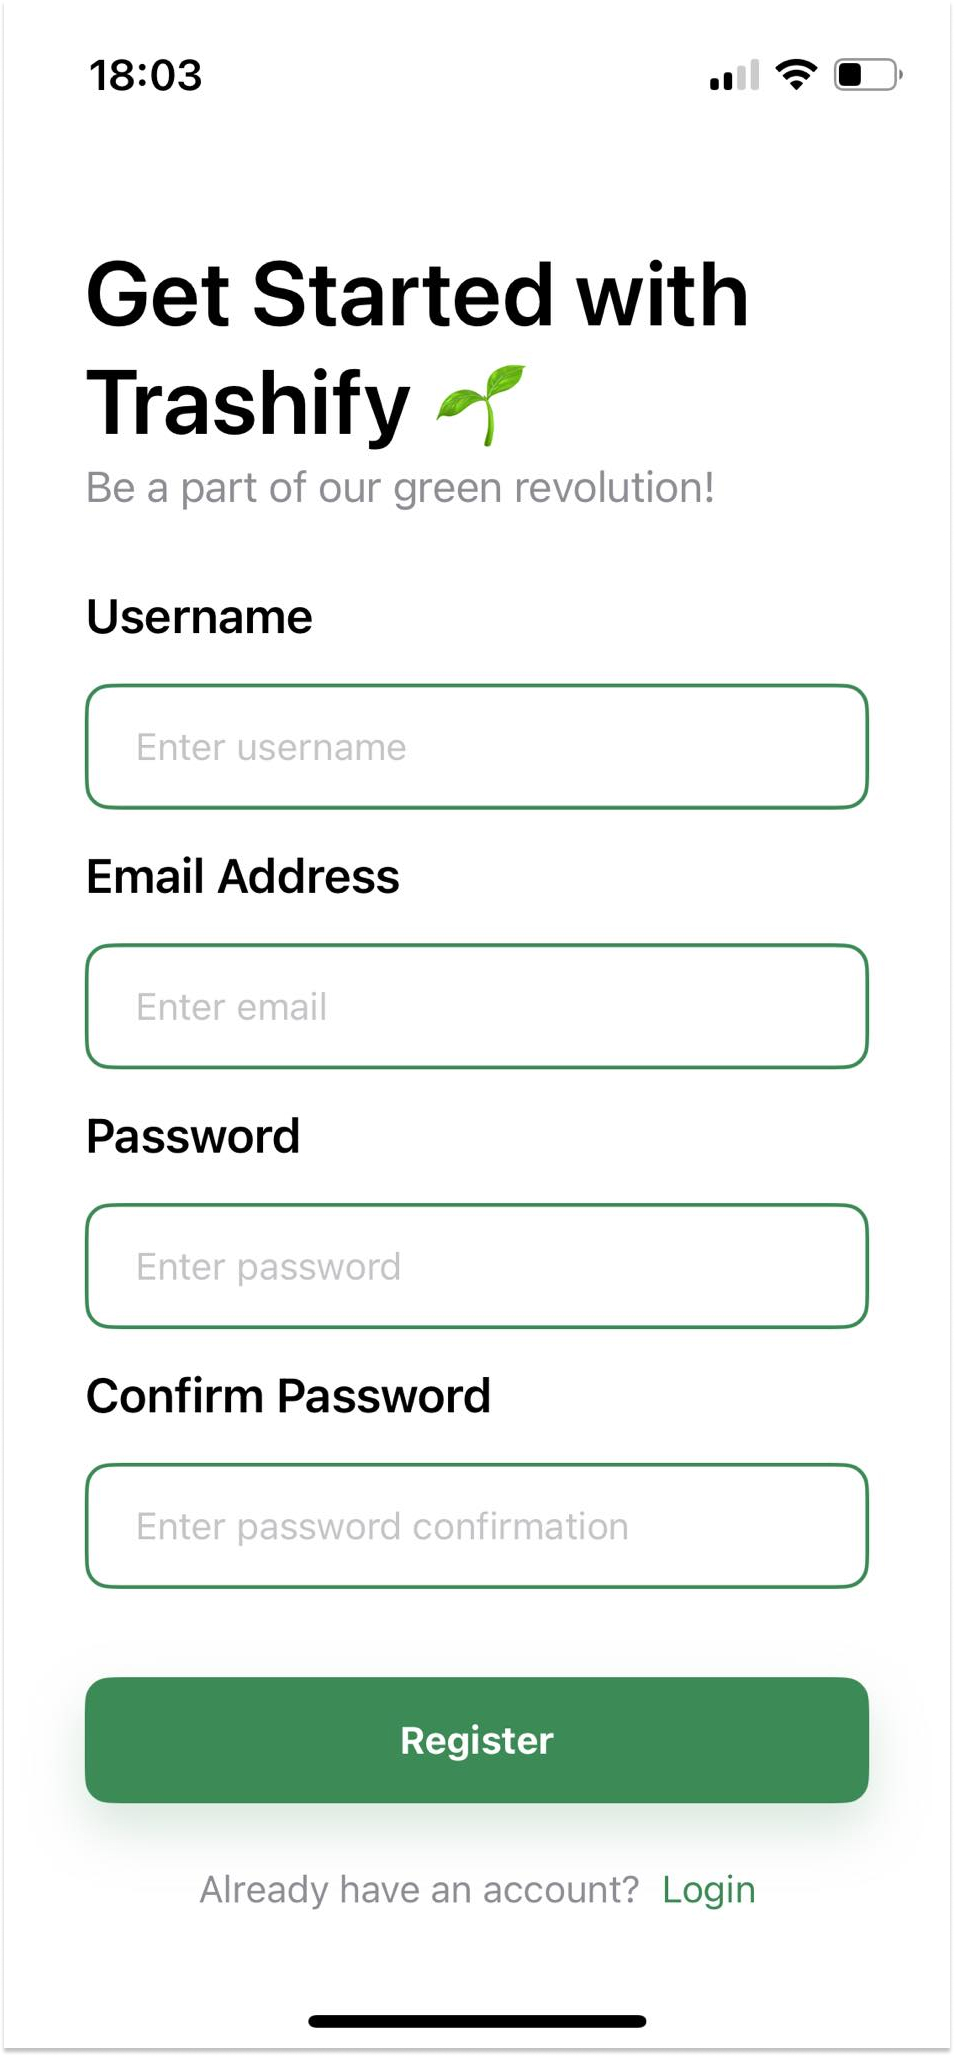 18:03
Get Started with
Trashify 🌱
Be a part of our green revolution!
Username
Enter username
Email Address
Enter email
Password
Enter password
Confirm Password
Enter password confirmation
Register
Already have an account? Login